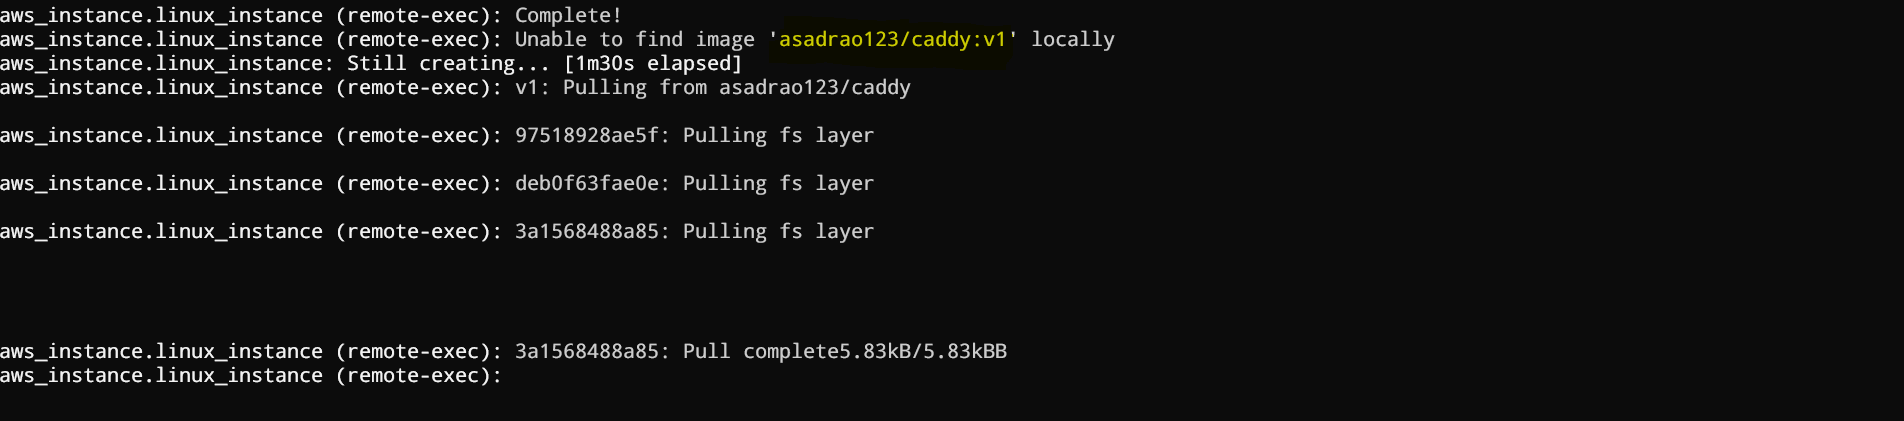 aws_instance.linux_instance (remote-exec): Complete!
aws_instance.linux_instance (remote-exec): Unable to find image 'asadrao123/caddy:v1' locally
aws_instance.linux_instance: Still creating... [1m30s elapsed]
aws_instance.linux_instance (remote-exec): v1: Pulling from asadrao123/caddy
aws_instance.linux_instance (remote-exec): 97518928ae5f: Pulling fs layer
aws_instance.linux_instance (remote-exec): deb0f63fae0e: Pulling fs layer
aws_instance.linux_instance (remote-exec): 3a1568488a85: Pulling fs layer
aws_instance.linux_instance (remote-exec): 3a1568488a85: Pull complete5.83kB/5.83kBB
aws_instance.linux_instance (remote-exec):